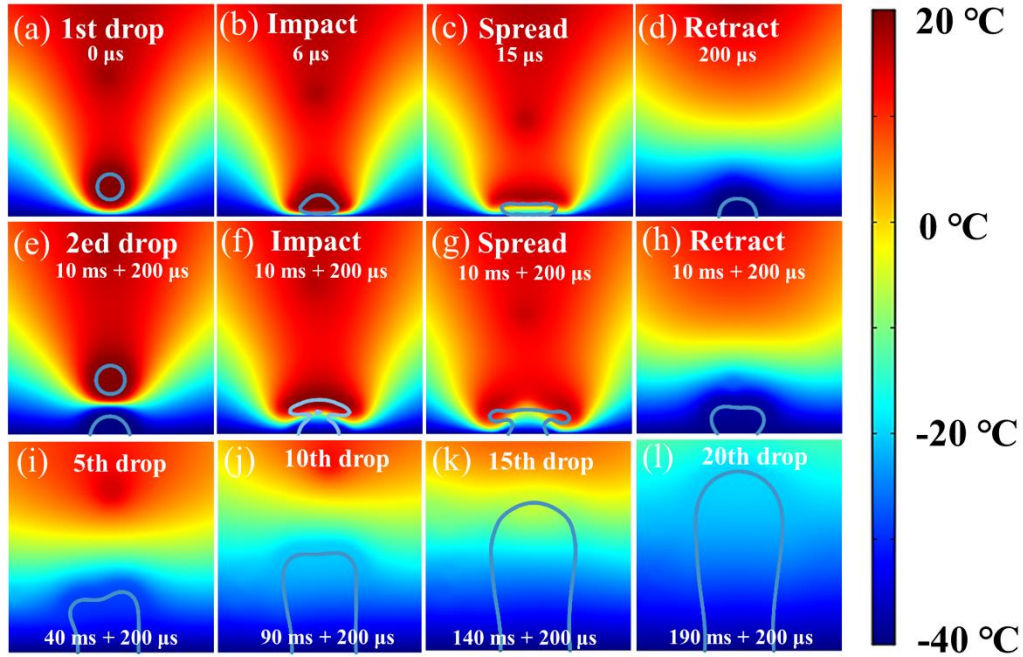 (a) 1st drop
0 μs
(b) Impact
6 μs
(c) Spread
15 μs
(d) Retract
200 μs
(e) 2ed drop
10 ms + 200 μs
(f) Impact
10 ms + 200 μs
(g) Spread
10 ms + 200 μs
(h) Retract
10 ms + 200 μs
(i) 5th drop
40 ms + 200 μs
(j) 10th drop
90 ms + 200 μs
(k) 15th drop
140 ms + 200 μs
(l) 20th drop
190 ms + 200 μs
20 ℃
0 ℃
-20 ℃
-40 ℃